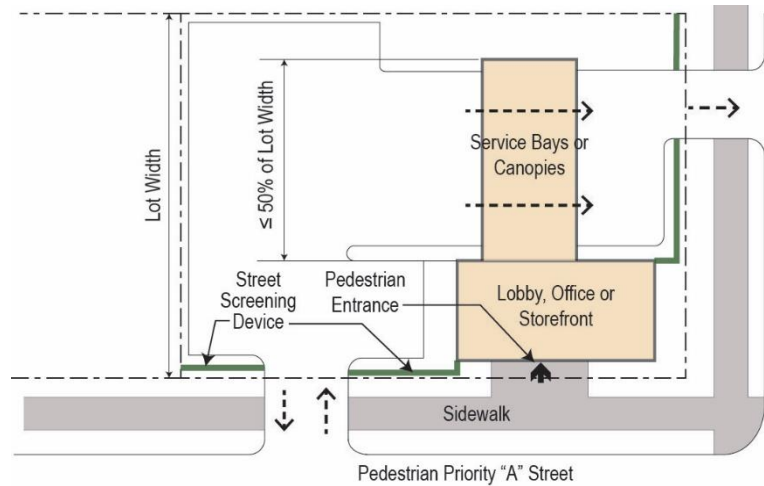 Lot Width
≤ 50% of Lot Width
Service Bays or
Canopies
Street
Screening
Device
Pedestrian
Entrance
Lobby, Office or
Storefront
Sidewalk
Pedestrian Priority “A” Street